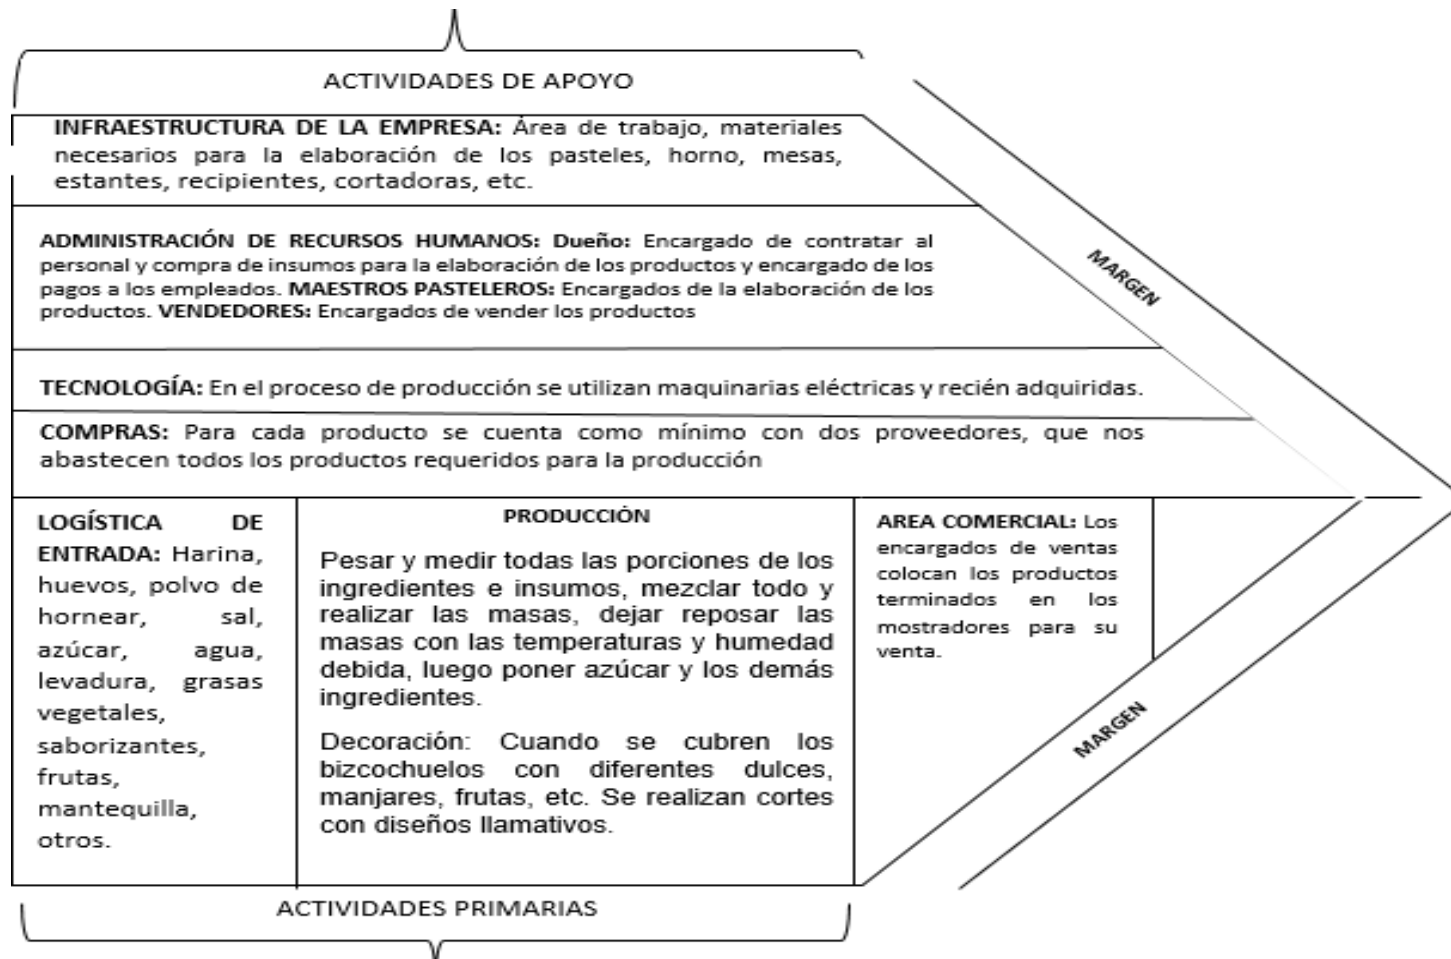 ACTIVIDADES DE APOYO
INFRAESTRUCTURA DE LA EMPRESA: Área de trabajo, materiales
necesarios para la elaboración de los pasteles, horno, mesas,
estantes, recipientes, cortadoras, etc.
ADMINISTRACIÓN DE RECURSOS HUMANOS: Dueño: Encargado de contratar al
personal y compra de insumos para la elaboración de los productos y encargado de los
pagos a los empleados. MAESTROS PASTELEROS: Encargados de la elaboración de los
productos. VENDEDORES: Encargados de vender los productos
MARGEN
TECNOLOGÍA: En el proceso de producción se utilizan maquinarias eléctricas y recién adquiridas.
COMPRAS: Para cada producto se cuenta como mínimo con dos proveedores, que nos
abastecen todos los productos requeridos para la producción
LOGÍSTICA DE
ENTRADA: Harina,
huevos, polvo de
hornear, sal,
azúcar, agua,
levadura, grasas
vegetales,
saborizantes,
frutas,
mantequilla,
otros.
PRODUCCIÓN
Pesar y medir todas las porciones de los
ingredientes e insumos, mezclar todo y
realizar las masas, dejar reposar las
masas con las temperaturas y humedad
debida, luego poner azúcar y los demás
ingredientes.
Decoración: Cuando se cubren los
bizcochuelos con diferentes dulces,
manjares, frutas, etc. Se realizan cortes
con diseños llamativos.
AREA COMERCIAL: Los
encargados de ventas
colocan los productos
terminados en los
mostradores para su
venta.
MARGEN
ACTIVIDADES PRIMARIAS